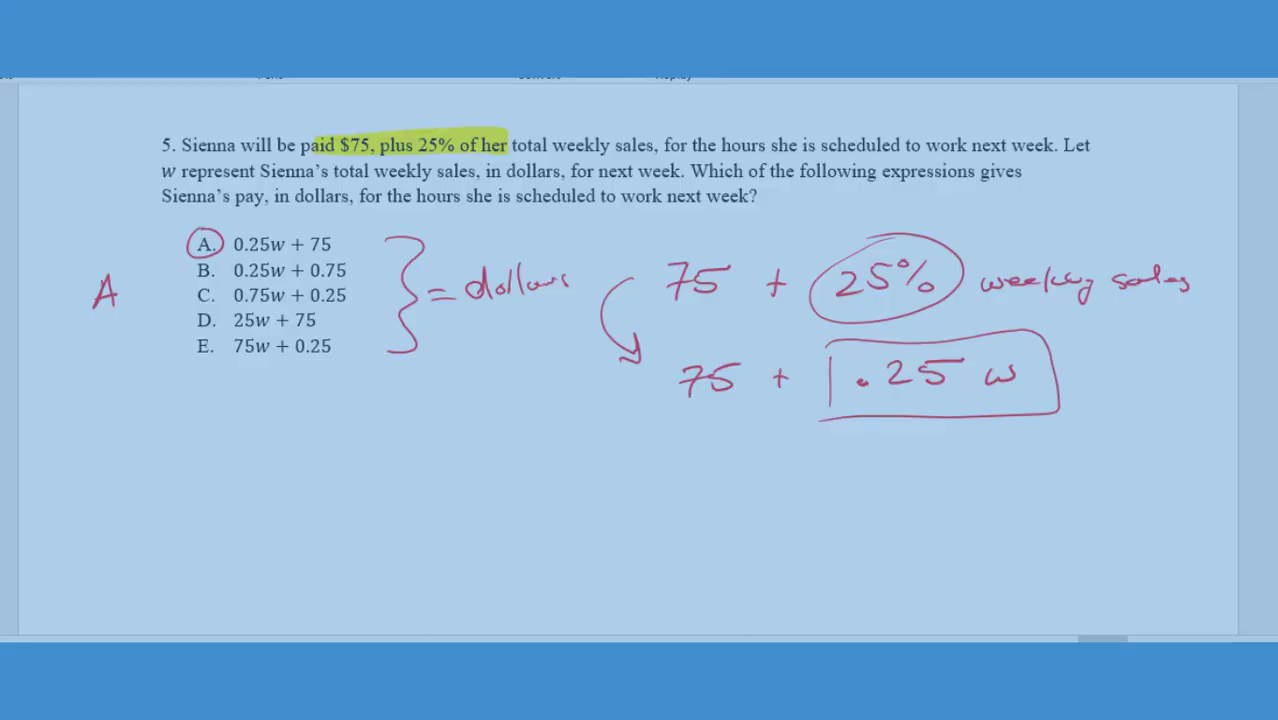 5. Sienna will be paid $75, plus 25% of her total weekly sales, for the hours she is scheduled to work next week. Let
w represent Sienna's total weekly sales, in dollars, for next week. Which of the following expressions gives
Sienna's pay, in dollars, for the hours she is scheduled to work next week?
A. 0.25w + 75
B. 0.25w + 0.75
C. 0.75w + 0.25
D. 25w + 75
E. 75w + 0.25
A
= dollars
75 + 25% weekly sales
75 + .25 w